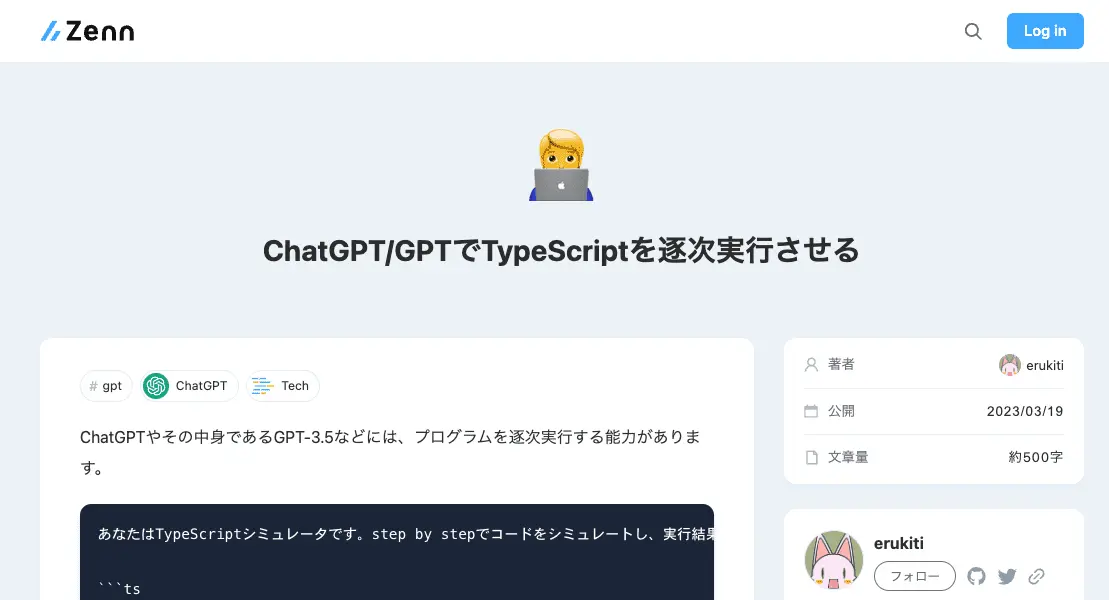 Zenn
Log in
ChatGPT/GPTでTypeScriptを逐次実行させる
# gpt
ChatGPT
Tech
ChatGPTやその中身であるGPT-3.5などには、プログラムを逐次実行する能力がありま
す。
あなたはTypeScriptシミュレータです。step by stepでコードをシミュレートし、実行結果
```ts
著者 erukiti
公開 2023/03/19
文章量 約500字
erukiti
フォロー